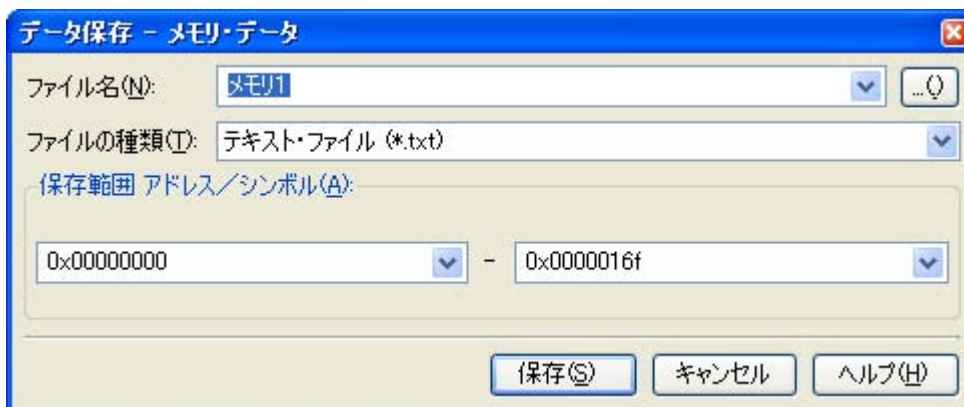 データ保存 - メモリ・データ
ファイル名(N): メモリ1 ...()
ファイルの種類(T): テキスト・ファイル (*.txt)
保存範囲 アドレス/シンボル(A):
0x00000000 - 0x0000016f
保存(S) キャンセル ヘルプ(H)